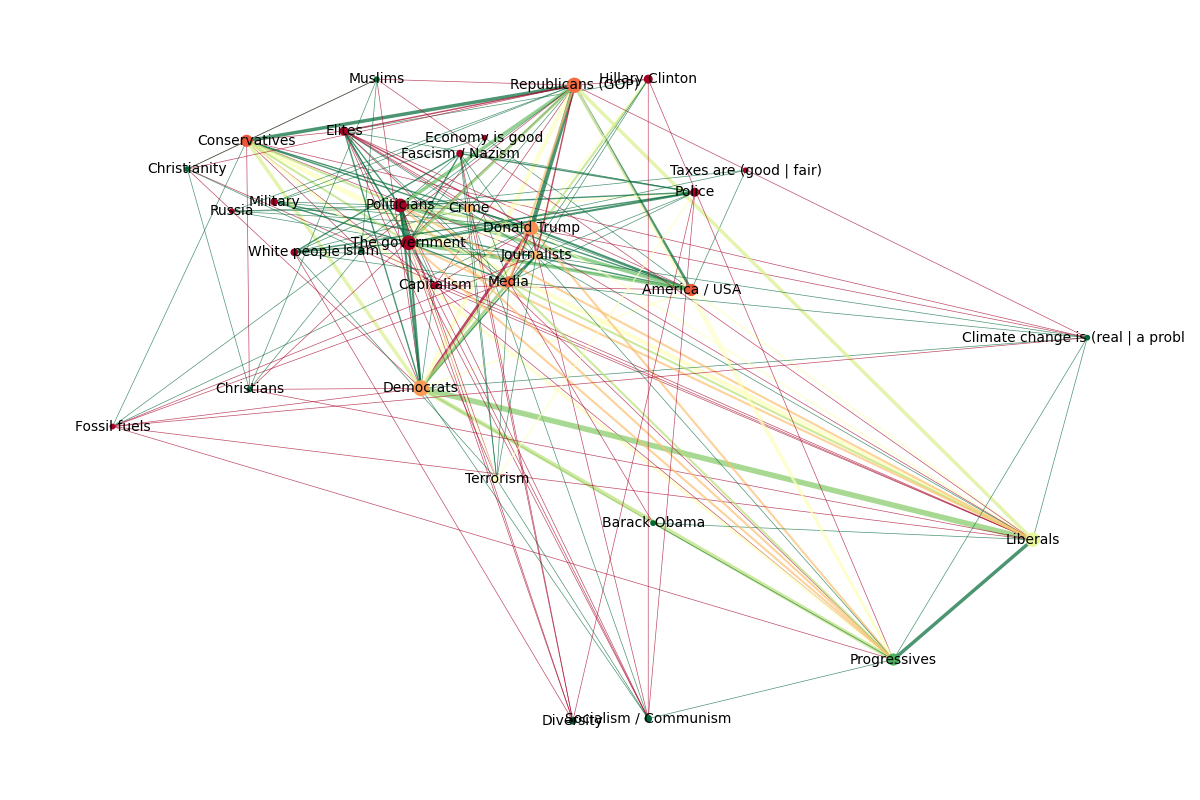 Muslims
Republicans (GOP)
Hillary Clinton
Elites
Conservatives
Economy is good
Fascism / Nazism
Christianity
Taxes are (good | fair)
Police
Military
Russia
Politicians
Crime
Donald Trump
The government
White people
Islam
Journalists
Media
Capitalism
America / USA
Climate change is (real | a probl
Democrats
Christians
Fossil fuels
Terrorism
Barack Obama
Liberals
Progressives
Diversity
Socialism / Communism